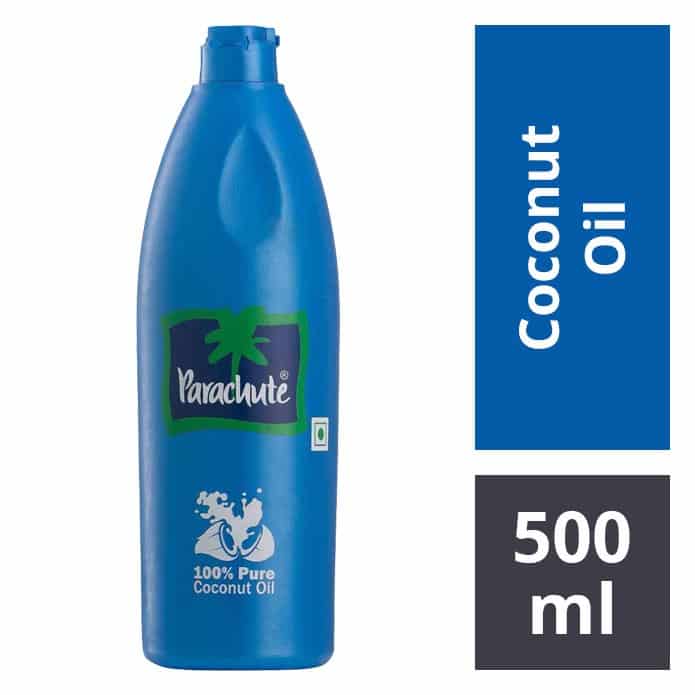 Parachute®
100% Pure
Coconut Oil
Coconut
Oil
500
ml